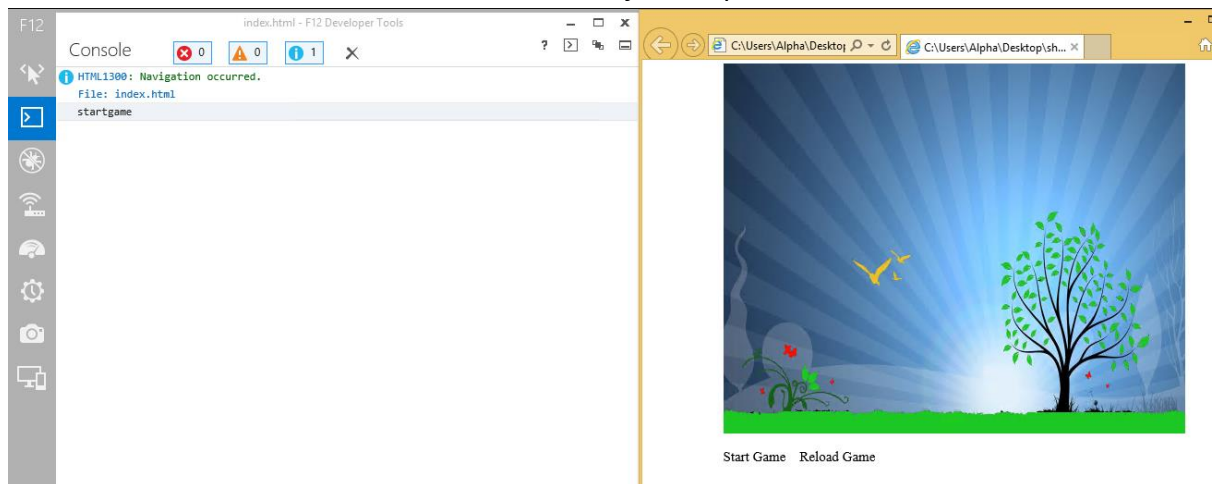 F12
index.html - F12 Developer Tools
Console 0 0 1
?
HTML1300: Navigation occurred.
File: index.html
startgame
C:\Users\Alpha\Desktop
C:\Users\Alpha\Desktop\sh...
Start Game Reload Game